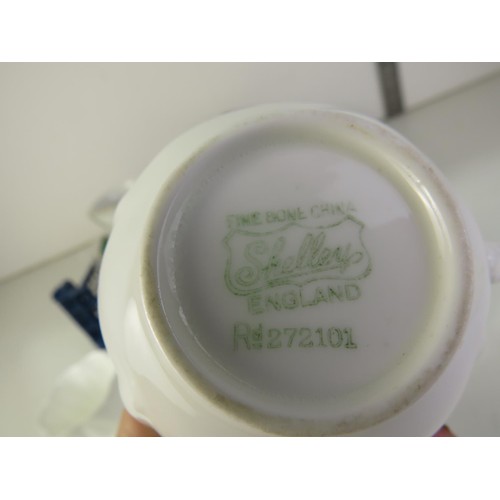 FINE BONE CHINA
Shelley
ENGLAND
Rd 272101